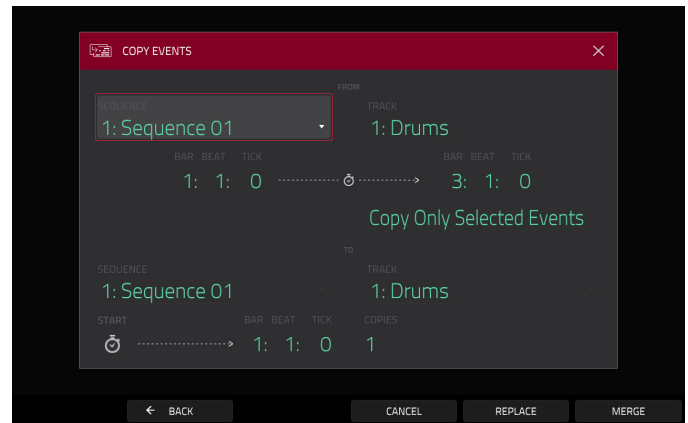 COPY EVENTS
FROM
SEQUENCE TRACK
1: Sequence 01 1: Drums
BAR BEAT TICK BAR BEAT TICK
1: 1: 0 3: 1: 0
Copy Only Selected Events
TO
SEQUENCE TRACK
1: Sequence 01 1: Drums
START BAR BEAT TICK COPIES
1: 1: 0 1
BACK CANCEL REPLACE MERGE